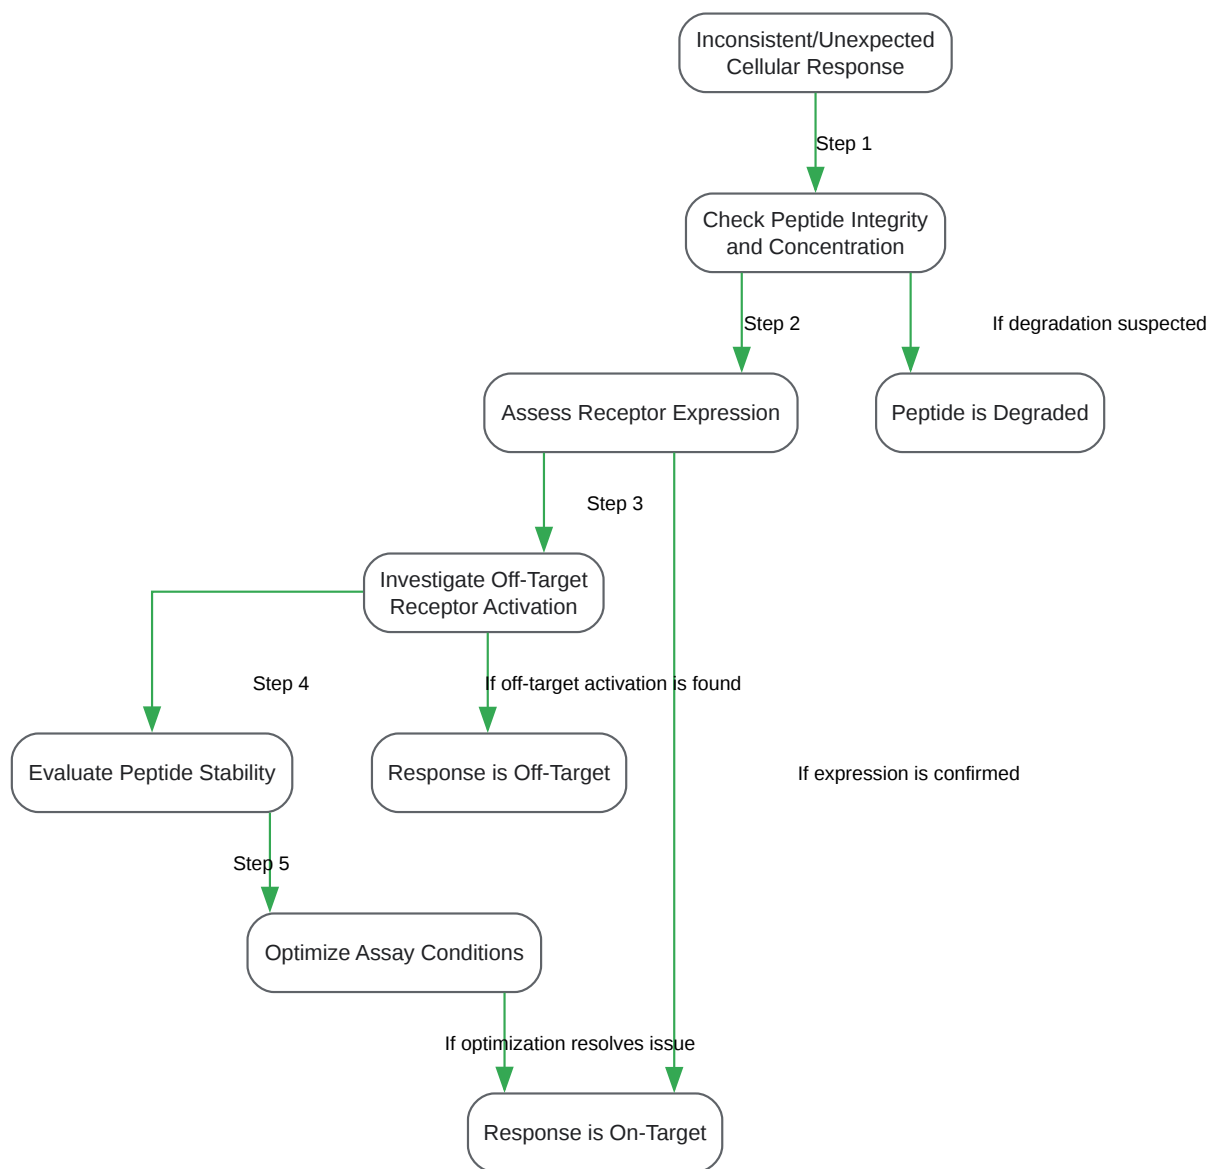 Inconsistent/Unexpected
Cellular Response
Step 1
Check Peptide Integrity
and Concentration
Step 2
If degradation suspected
Assess Receptor Expression
Peptide is Degraded
Step 3
Investigate Off-Target
Receptor Activation
Step 4
If off-target activation is found
Evaluate Peptide Stability
Response is Off-Target
If expression is confirmed
Step 5
Optimize Assay Conditions
If optimization resolves issue
Response is On-Target